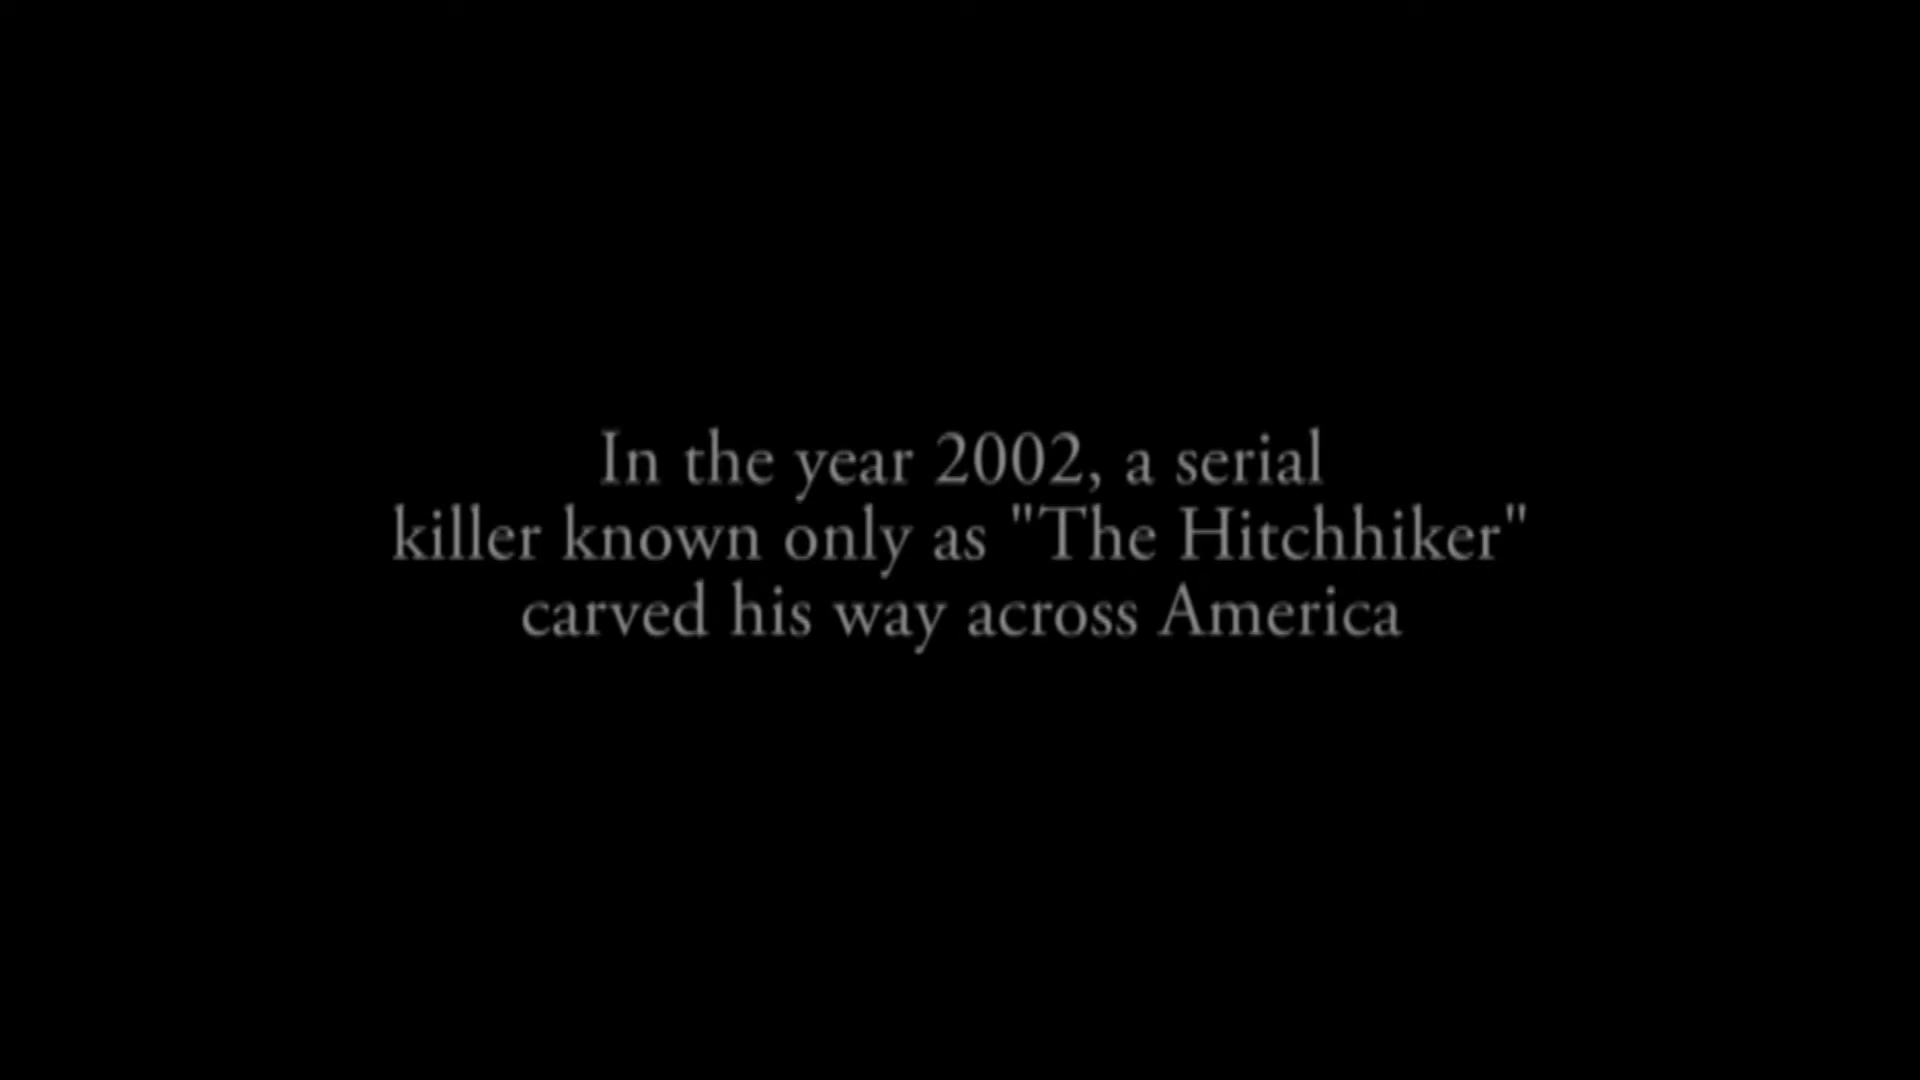 In the year 2002, a serial
killer known only as "The Hitchhiker"
carved his way across America